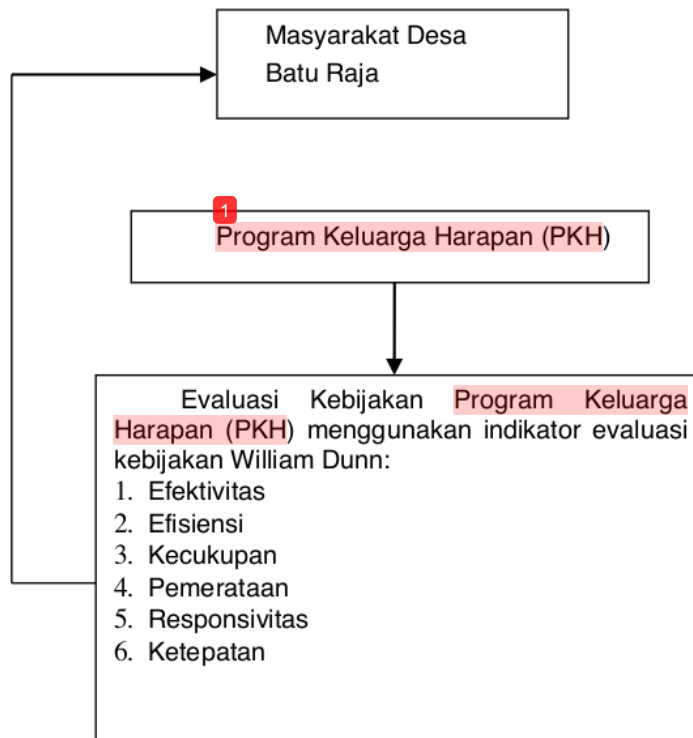 Masyarakat Desa
Batu Raja
1
Program Keluarga Harapan (PKH)
Evaluasi Kebijakan Program Keluarga
Harapan (PKH) menggunakan indikator evaluasi
kebijakan William Dunn:
1. Efektivitas
2. Efisiensi
3. Kecukupan
4. Pemerataan
5. Responsivitas
6. Ketepatan